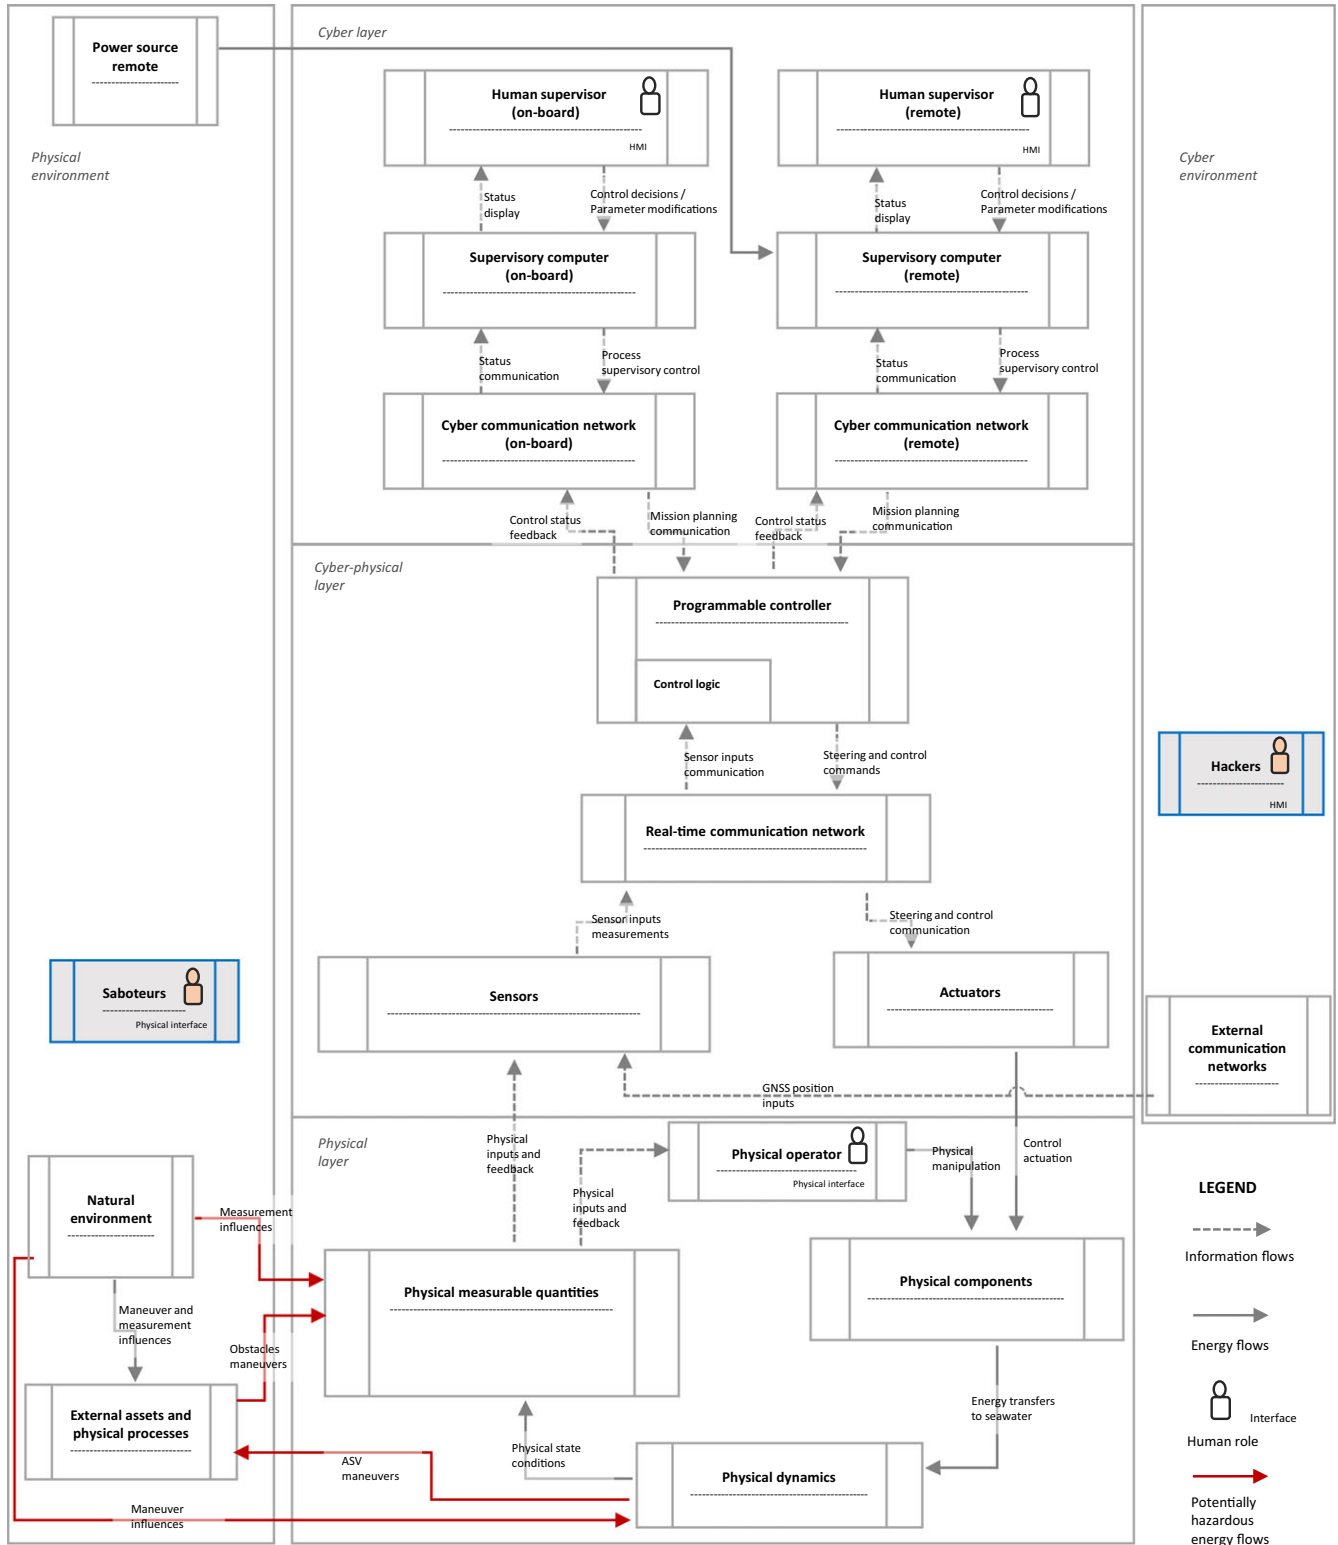 Power source
remote
Physical
environment
Cyber layer
Human supervisor
(on-board)
HMI
Human supervisor
(remote)
HMI
Cyber
environment
Status
display
Control decisions /
Parameter modifications
Status
display
Control decisions /
Parameter modifications
Supervisory computer
(on-board)
Supervisory computer
(remote)
Status
communication
Process
supervisory control
Status
communication
Process
supervisory control
Cyber communication network
(on-board)
Cyber communication network
(remote)
Control status
feedback
Mission planning
communication
Control status
feedback
Mission planning
communication
Cyber-physical
layer
Programmable controller
Control logic
Sensor inputs
communication
Steering and control
commands
Hackers
HMI
Real-time communication network
Sensor inputs
measurements
Steering and control
communication
Saboteurs
Physical interface
Sensors
Actuators
External
communication
networks
GNSS position
inputs
Physical
layer
Physical
inputs and
feedback
Physical
inputs and
feedback
Physical operator
Physical interface
Physical
manipulation
Control
actuation
Natural
environment
Measurement
influences
Maneuver and
measurement
influences
Obstacles
maneuvers
Physical measurable quantities
Physical components
External assets and
physical processes
ASV
maneuvers
Physical state
conditions
Energy transfers
to seawater
Physical dynamics
Maneuver
influences
LEGEND
Information flows
Energy flows
Interface
Human role
Potentially
hazardous
energy flows